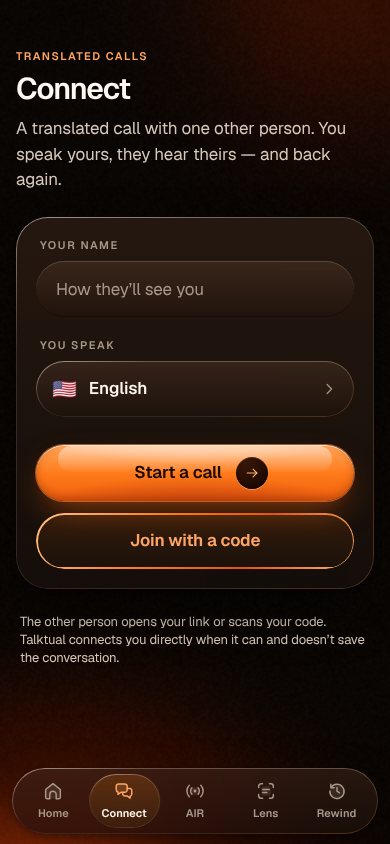 TRANSLATED CALLS
Connect
A translated call with one other person. You
speak yours, they hear theirs — and back
again.
YOUR NAME
How they’ll see you
YOU SPEAK
English
Start a call
Join with a code
The other person opens your link or scans your code.
Talktual connects you directly when it can and doesn’t save
the conversation.
Home
Connect
AIR
Lens
Rewind